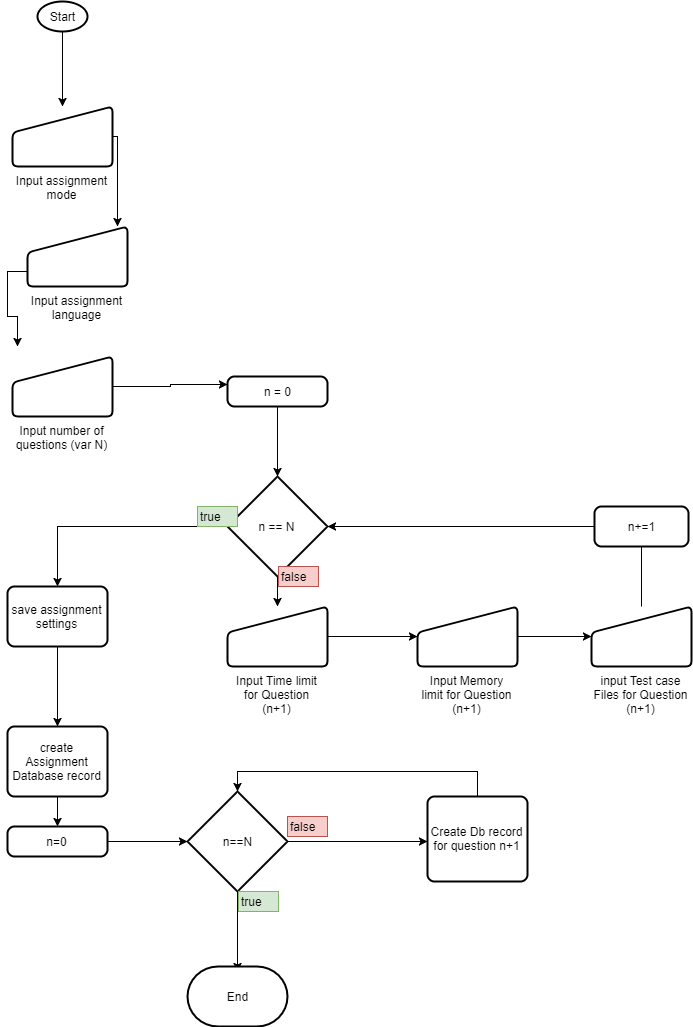 Start
Input assignment
mode
Input assignment
language
Input number of
questions (var N)
n = 0
n == N
true
false
n+=1
Input Time limit
for Question
(n+1)
Input Memory
limit for Question
(n+1)
input Test case
Files for Question
(n+1)
save assignment
settings
create
Assignment
Database record
n=0
n==N
false
true
Create Db record
for question n+1
End